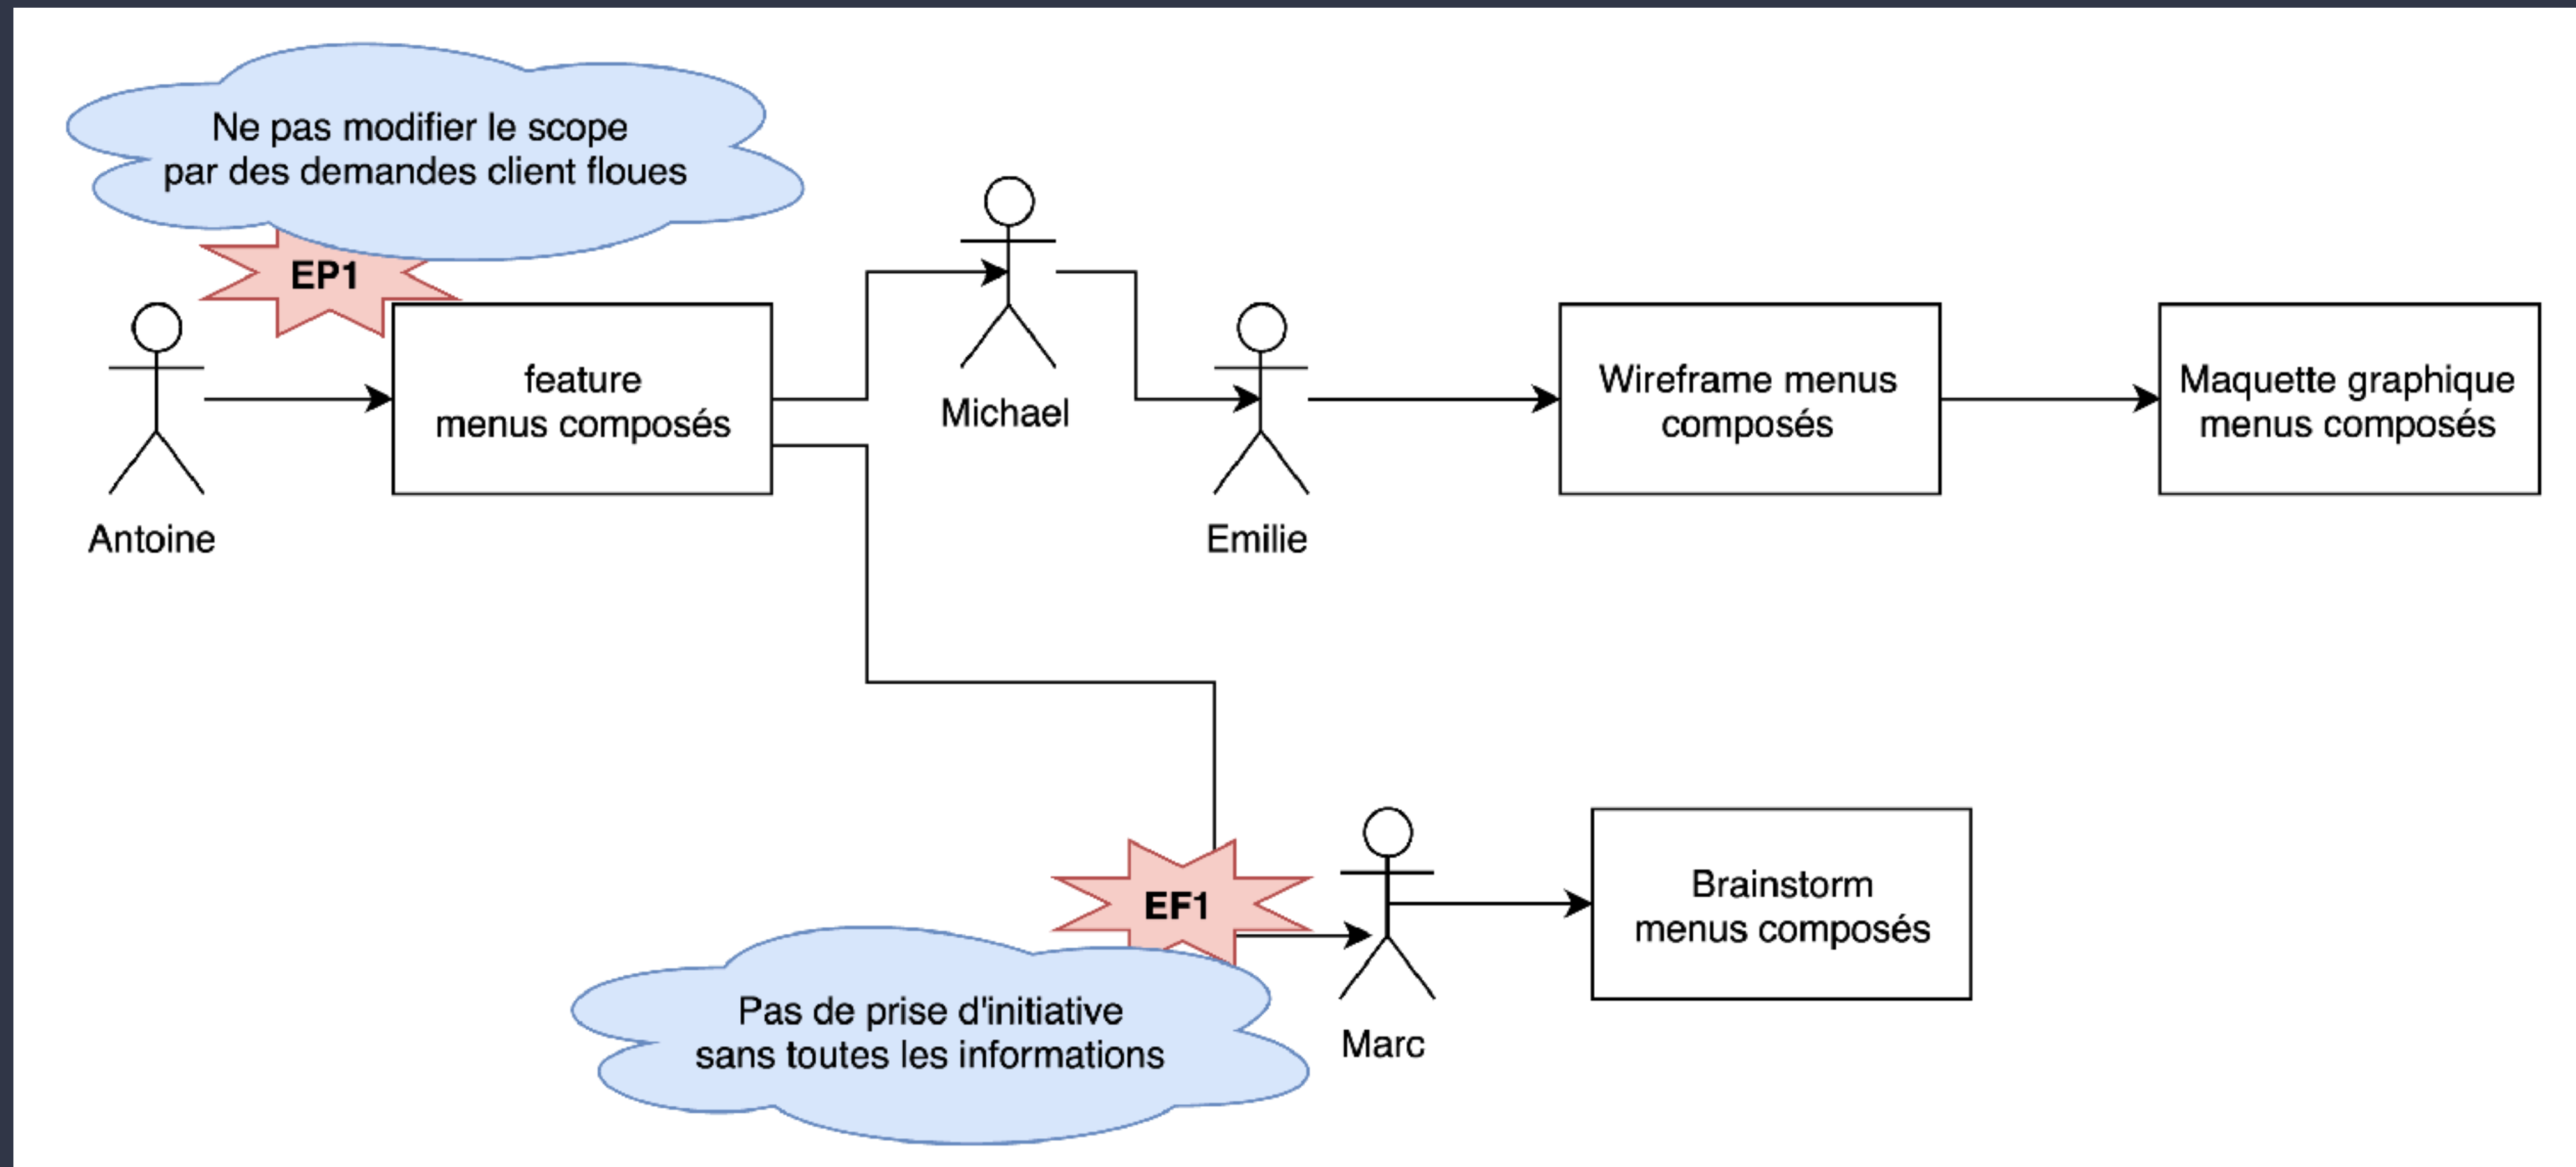 Ne pas modifier le scope
par des demandes client floues
EP1
Antoine
feature
menus composés
Michael
Emilie
Wireframe menus
composés
Maquette graphique
menus composés
EF1
Pas de prise d'initiative
sans toutes les informations
Marc
Brainstorm
menus composés